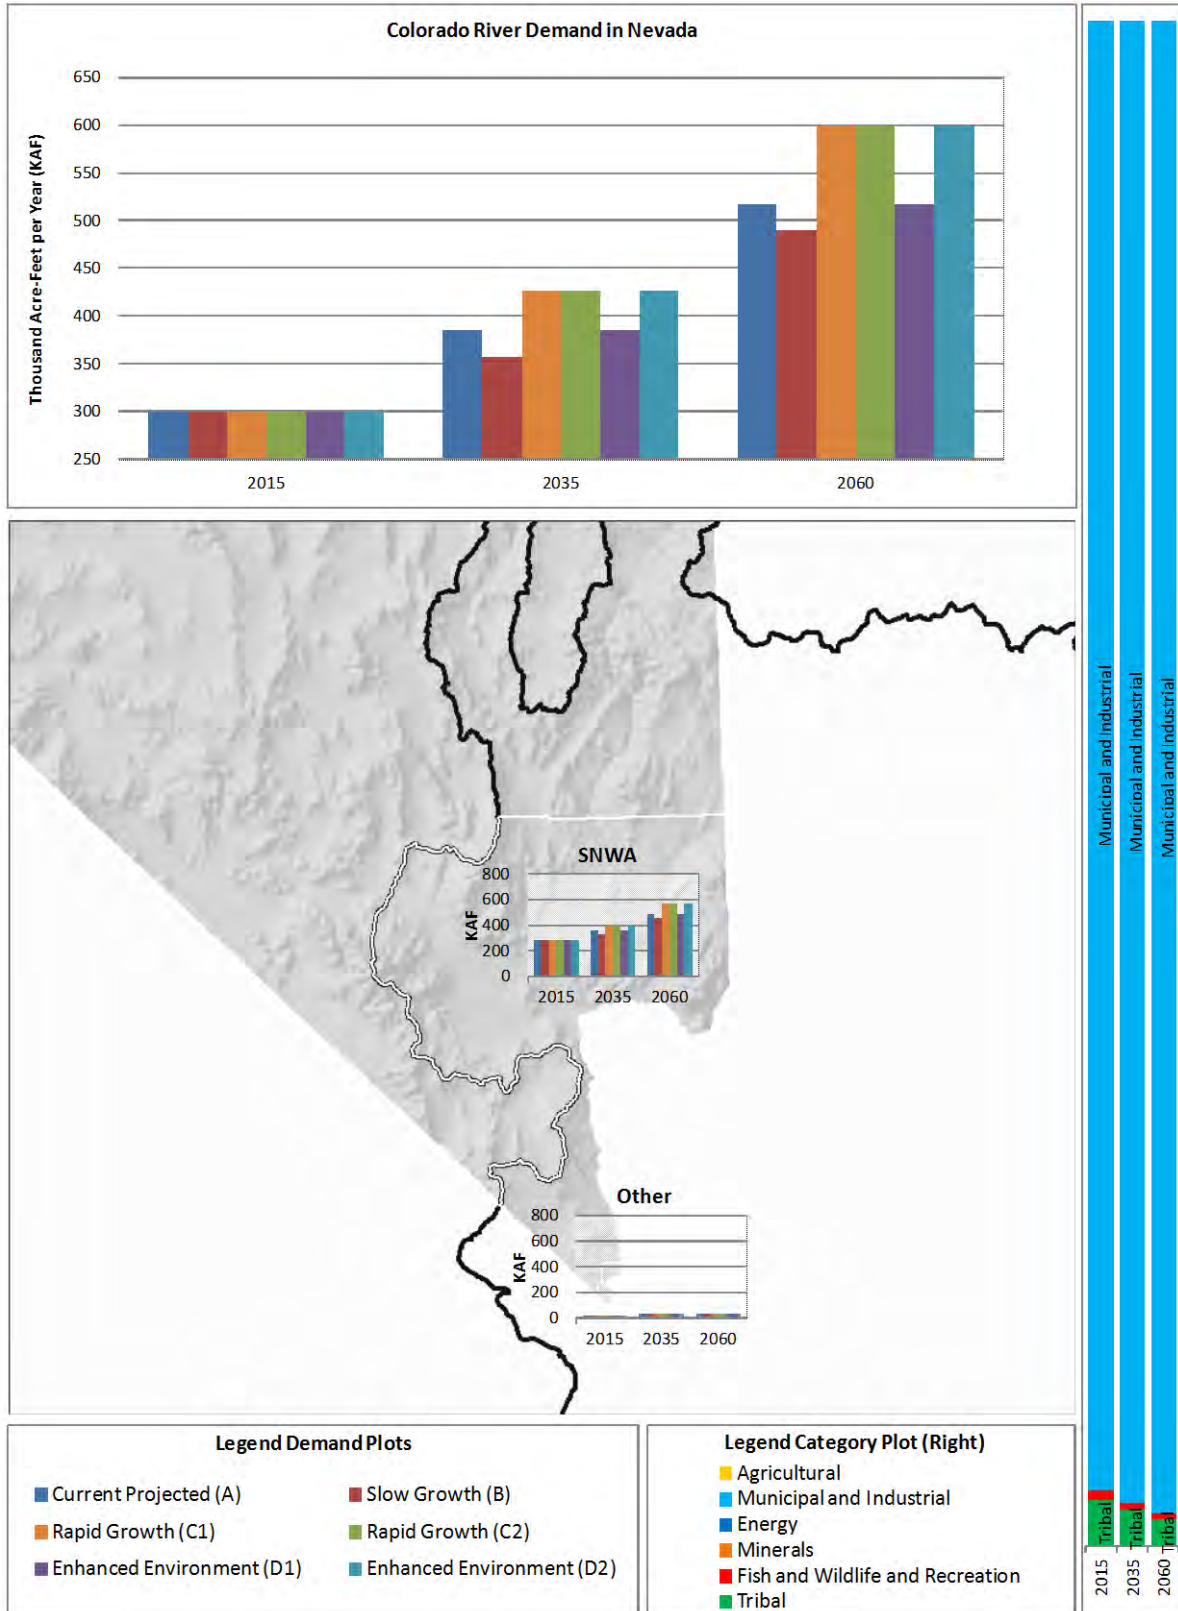 Colorado River Demand in Nevada
Thousand Acre-Feet per Year (KAF)
650
600
550
500
450
400
350
300
250
2015 2035 2060
SNWA
KAF
800
600
400
200
0
2015 2035 2060
Other
KAF
800
600
400
200
0
2015 2035 2060
Legend Demand Plots
Current Projected (A) Slow Growth (B)
Rapid Growth (C1) Rapid Growth (C2)
Enhanced Environment (D1) Enhanced Environment (D2)
Legend Category Plot (Right)
Agricultural
Municipal and Industrial
Energy
Minerals
Fish and Wildlife and Recreation
Tribal
Municipal and Industrial
Municipal and Industrial
Municipal and Industrial
Tribal
Tribal
Tribal
2015
2035
2060